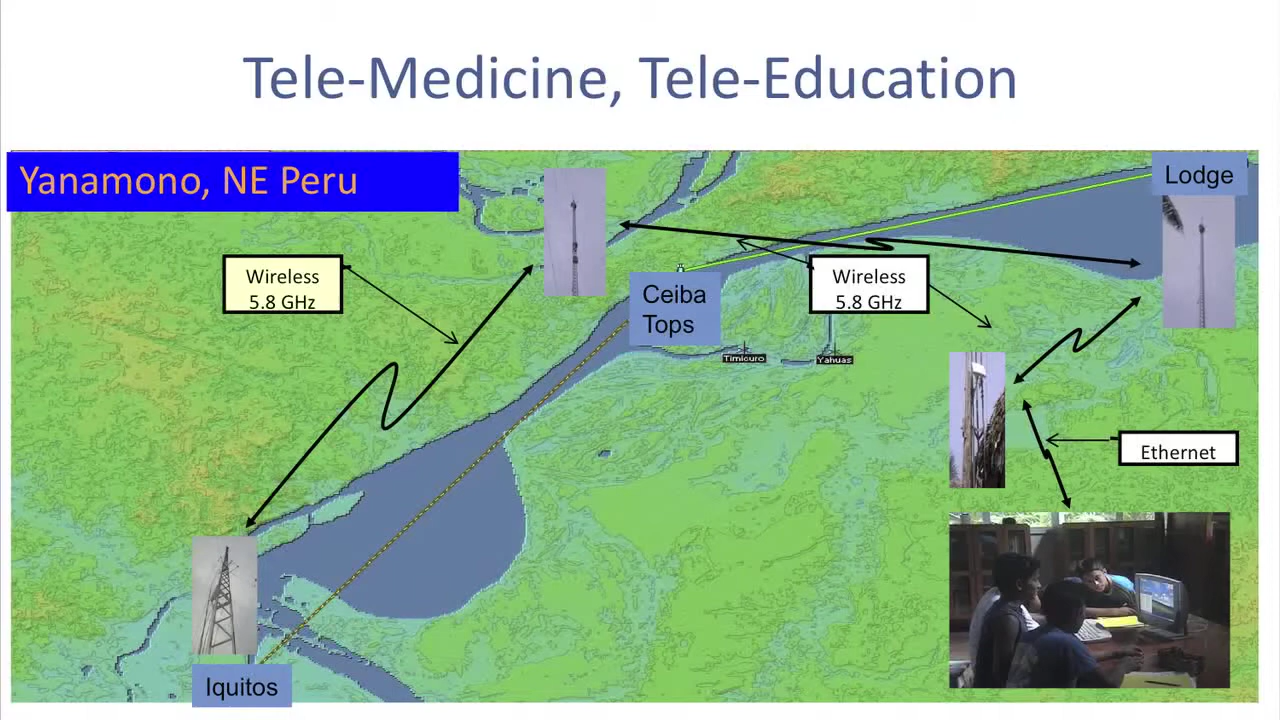 Tele-Medicine, Tele-Education
Yanamono, NE Peru
Lodge
Wireless
5.8 GHz
Ceiba
Tops
Wireless
5.8 GHz
Timicuro
Yahuas
Ethernet
Iquitos